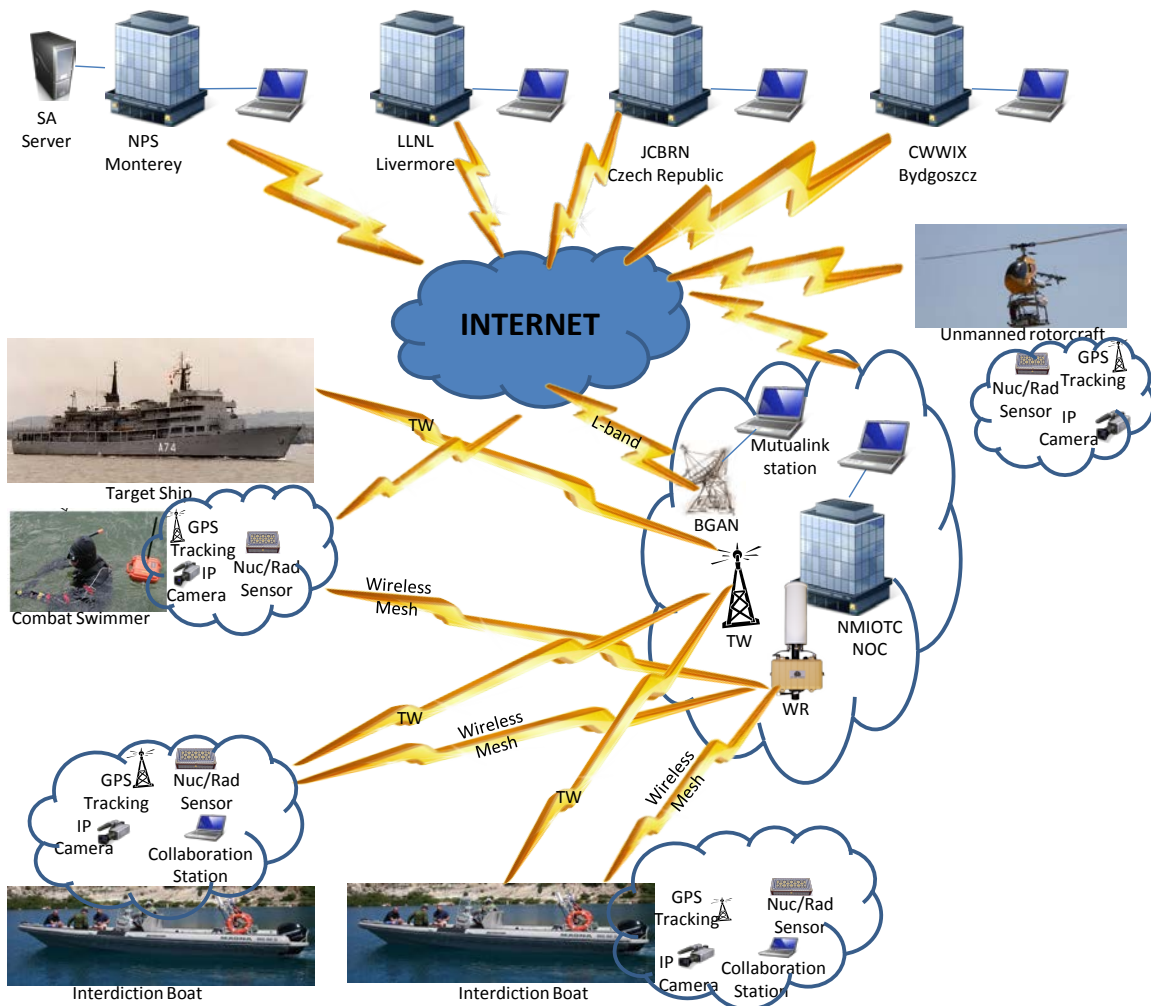 SA
Server
NPS
Monterey
LLNL
Livermore
JCBRN
Czech Republic
CWWIX
Bydgoszcz
INTERNET
Unmanned rotorcraft
GPS
Tracking
Nuc/Rad
Sensor
IP
Camera
A74
Target Ship
TW
L-band
Mutualink
station
BGAN
TW
NMIOTC
NOC
WR
GPS
Tracking
IP
Camera
Nuc/Rad
Sensor
Combat Swimmer
Wireless
Mesh
TW
Wireless
Mesh
TW
Wireless
Mesh
GPS
Tracking
Nuc/Rad
Sensor
IP
Camera
Collaboration
Station
MAGNA
Interdiction Boat
GPS
Tracking
Nuc/Rad
Sensor
IP
Camera
Collaboration
Station
MAGNA
Interdiction Boat